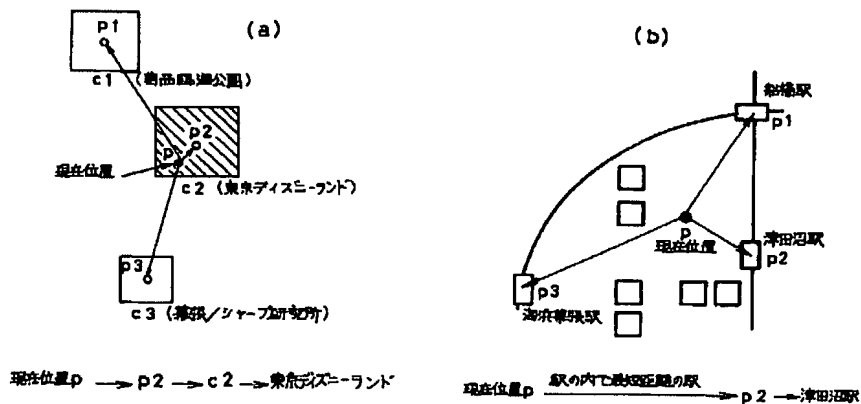 (a)
p1
c1 (葛西臨海公園)
p2
p
現在位置
c2 (東京ディズニーランド)
p3
c3 (幕張/シャープ研究所)
現在位置p → p2 → c2 → 東京ディズニーランド
(b)
船橋駅
p1
p
現在位置
津田沼駅
p2
p3
海浜幕張駅
現在位置p 駅の内で最短距離の駅 → p2 → 津田沼駅